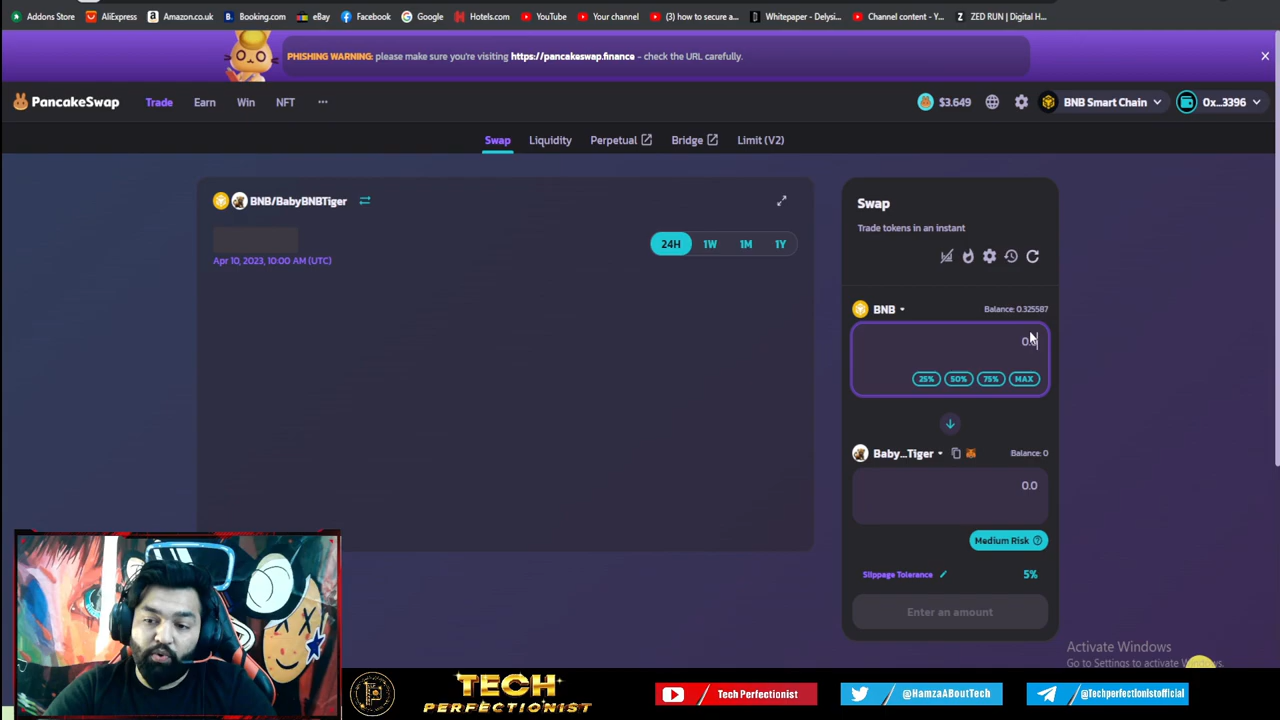 Addons Store AliExpress Amazon.co.uk Booking.com eBay Facebook Google Hotels.com YouTube Your channel (3) how to secure a... Whitepaper - Delysi... Channel content - Y... ZED RUN | Digital H...
PHISHING WARNING: please make sure you're visiting https://pancakeswap.finance - check the URL carefully.
PancakeSwap Trade Earn Win NFT $3.649 BNB Smart Chain 0x...3396
Swap Liquidity Perpetual Bridge Limit (V2)
BNB/BabyBNBTiger
24H 1W 1M 1Y
Apr 10, 2023, 10:00 AM (UTC)
Swap
Trade tokens in an instant
BNB Balance: 0.325587
0.0
25% 50% 75% MAX
Baby...Tiger Balance: 0
0.0
Medium Risk
Slippage Tolerance 5%
Enter an amount
Activate Windows
Go to Settings to activate Windows.
TECH
PERFECTIONIST
Tech Perfectionist
@HamzaABoutTech
@Techperfectionistofficial